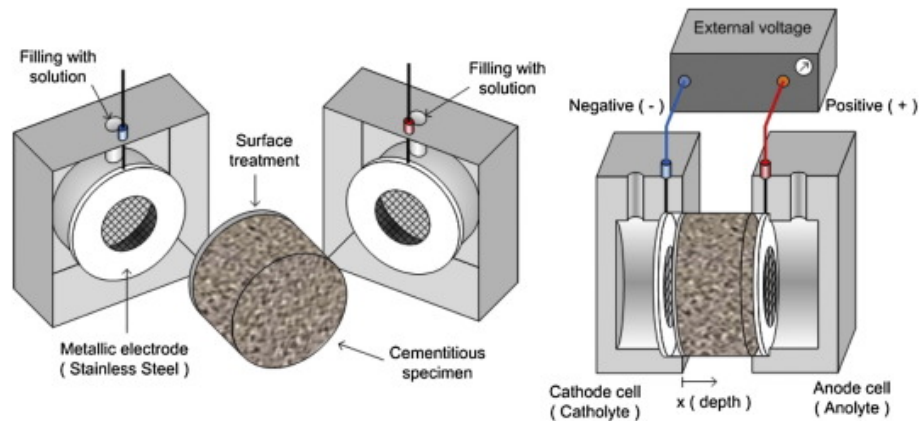 Filling with
solution
Filling with
solution
Surface
treatment
Metallic electrode
( Stainless Steel )
Cementitious
specimen
External voltage
Negative ( - )
Positive ( + )
Cathode cell
( Catholyte )
x ( depth )
Anode cell
( Anolyte )